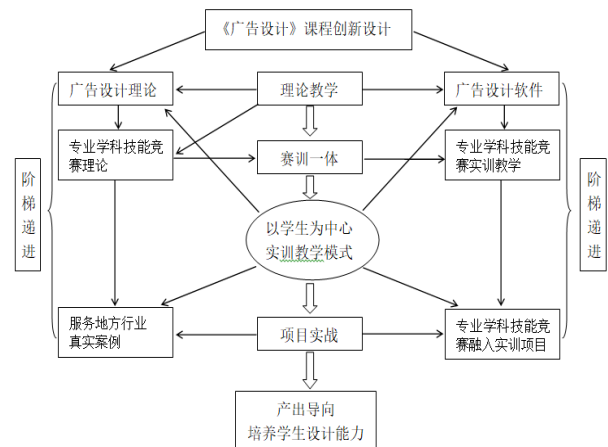 《广告设计》课程创新设计
广告设计理论
理论教学
广告设计软件
专业学科技能竞
赛理论
赛训一体
专业学科技能竞
赛实训教学
阶
梯
递
进
以学生为中心
实训教学模式
阶
梯
递
进
服务地方行业
真实案例
项目实战
专业学科技能竞
赛融入实训项目
产出导向
培养学生设计能力